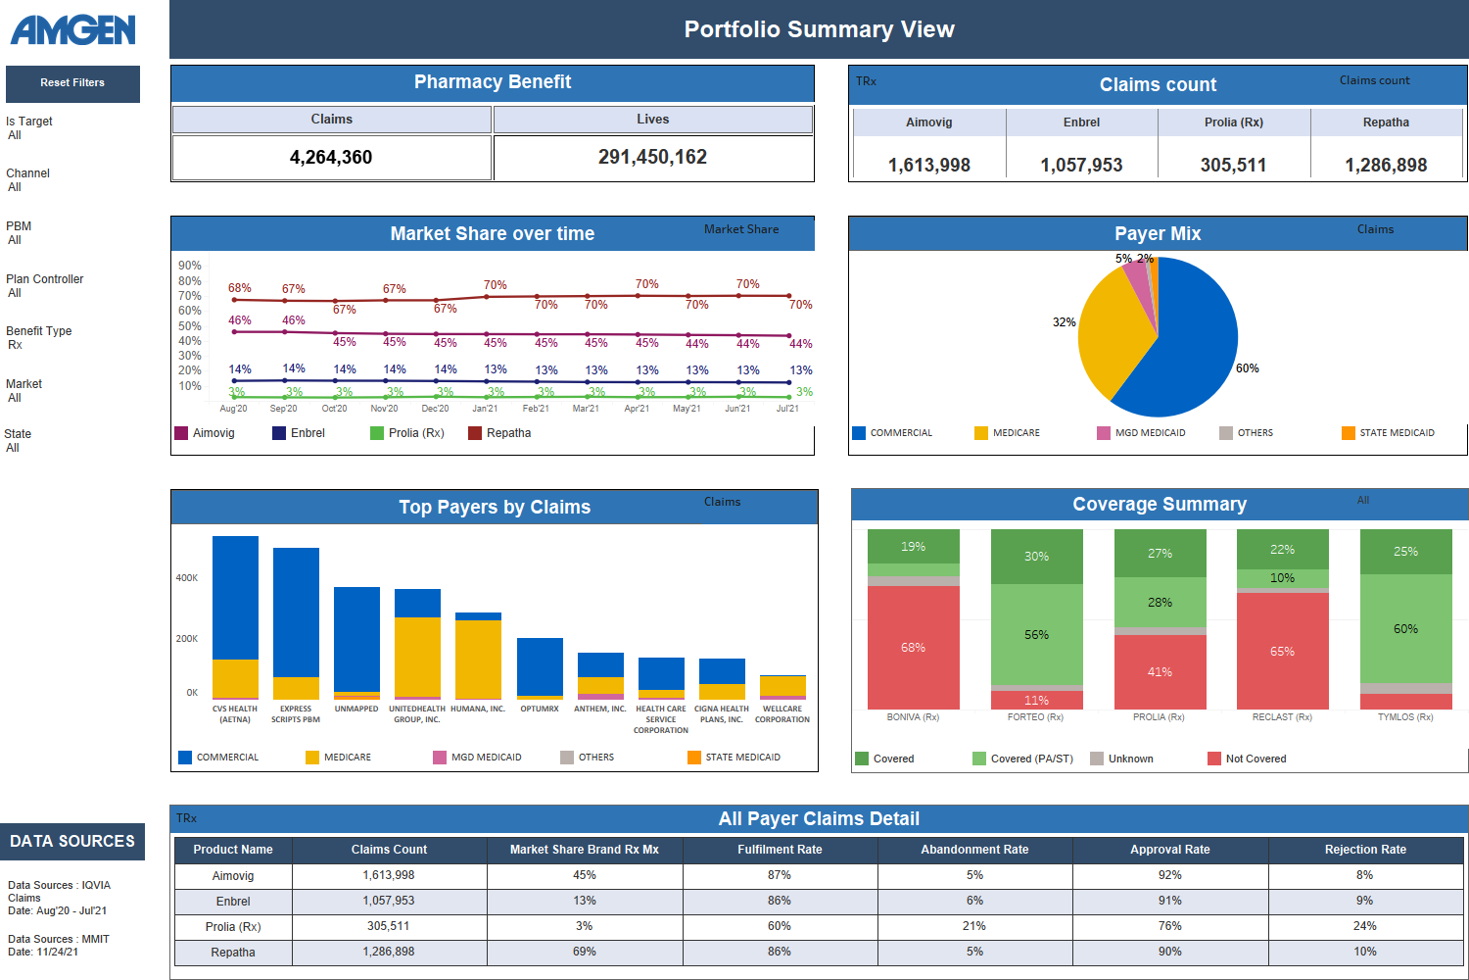 AMGEN
Portfolio Summary View
Reset Filters
Is Target
All
Channel
All
PBM
All
Plan Controller
All
Benefit Type
Rx
Market
All
State
All
Pharmacy Benefit
Claims Lives
4,264,360 291,450,162
TRx Claims count Claims count
Aimovig Enbrel Prolia (Rx) Repatha
1,613,998 1,057,953 305,511 1,286,898
Market Share over time Market Share
90%
80%
70%
60%
50%
40%
30%
20%
10%
68% 67% 67% 67% 67% 70% 70% 70% 70% 70% 70% 70%
46% 46% 45% 45% 45% 45% 45% 45% 45% 44% 44% 44%
14% 14% 14% 14% 14% 13% 13% 13% 13% 13% 13% 13%
3% 3% 3% 3% 3% 3% 3% 3% 3% 3% 3% 3%
Aug'20 Sep'20 Oct'20 Nov'20 Dec'20 Jan'21 Feb'21 Mar'21 Apr'21 May'21 Jun'21 Jul'21
Aimovig Enbrel Prolia (Rx) Repatha
Payer Mix Claims
5% 2%
32%
60%
COMMERCIAL MEDICARE MGD MEDICAID OTHERS STATE MEDICAID
Top Payers by Claims Claims
400K
200K
0K
CVS HEALTH (AETNA)
EXPRESS SCRIPTS PBM
UNMAPPED
UNITEDHEALTH GROUP, INC.
HUMANA, INC.
OPTUMRX
ANTHEM, INC.
HEALTH CARE SERVICE CORPORATION
CIGNA HEALTH PLANS, INC.
WELLCARE CORPORATION
COMMERCIAL MEDICARE MGD MEDICAID OTHERS STATE MEDICAID
Coverage Summary All
19% 30% 27% 22% 25%
56% 28% 10% 60%
68% 11% 41% 65%
BONIVA (Rx) FORTEO (Rx) PROLIA (Rx) RECLAST (Rx) TYMLOS (Rx)
Covered Covered (PA/ST) Unknown Not Covered
DATA SOURCES
Data Sources : IQVIA
Claims
Date: Aug'20 - Jul'21
Data Sources : MMIT
Date: 11/24/21
TRx All Payer Claims Detail
Product Name Claims Count Market Share Brand Rx Mx Fulfilment Rate Abandonment Rate Approval Rate Rejection Rate
Aimovig 1,613,998 45% 87% 5% 92% 8%
Enbrel 1,057,953 13% 86% 6% 91% 9%
Prolia (Rx) 305,511 3% 60% 21% 76% 24%
Repatha 1,286,898 69% 86% 5% 90% 10%